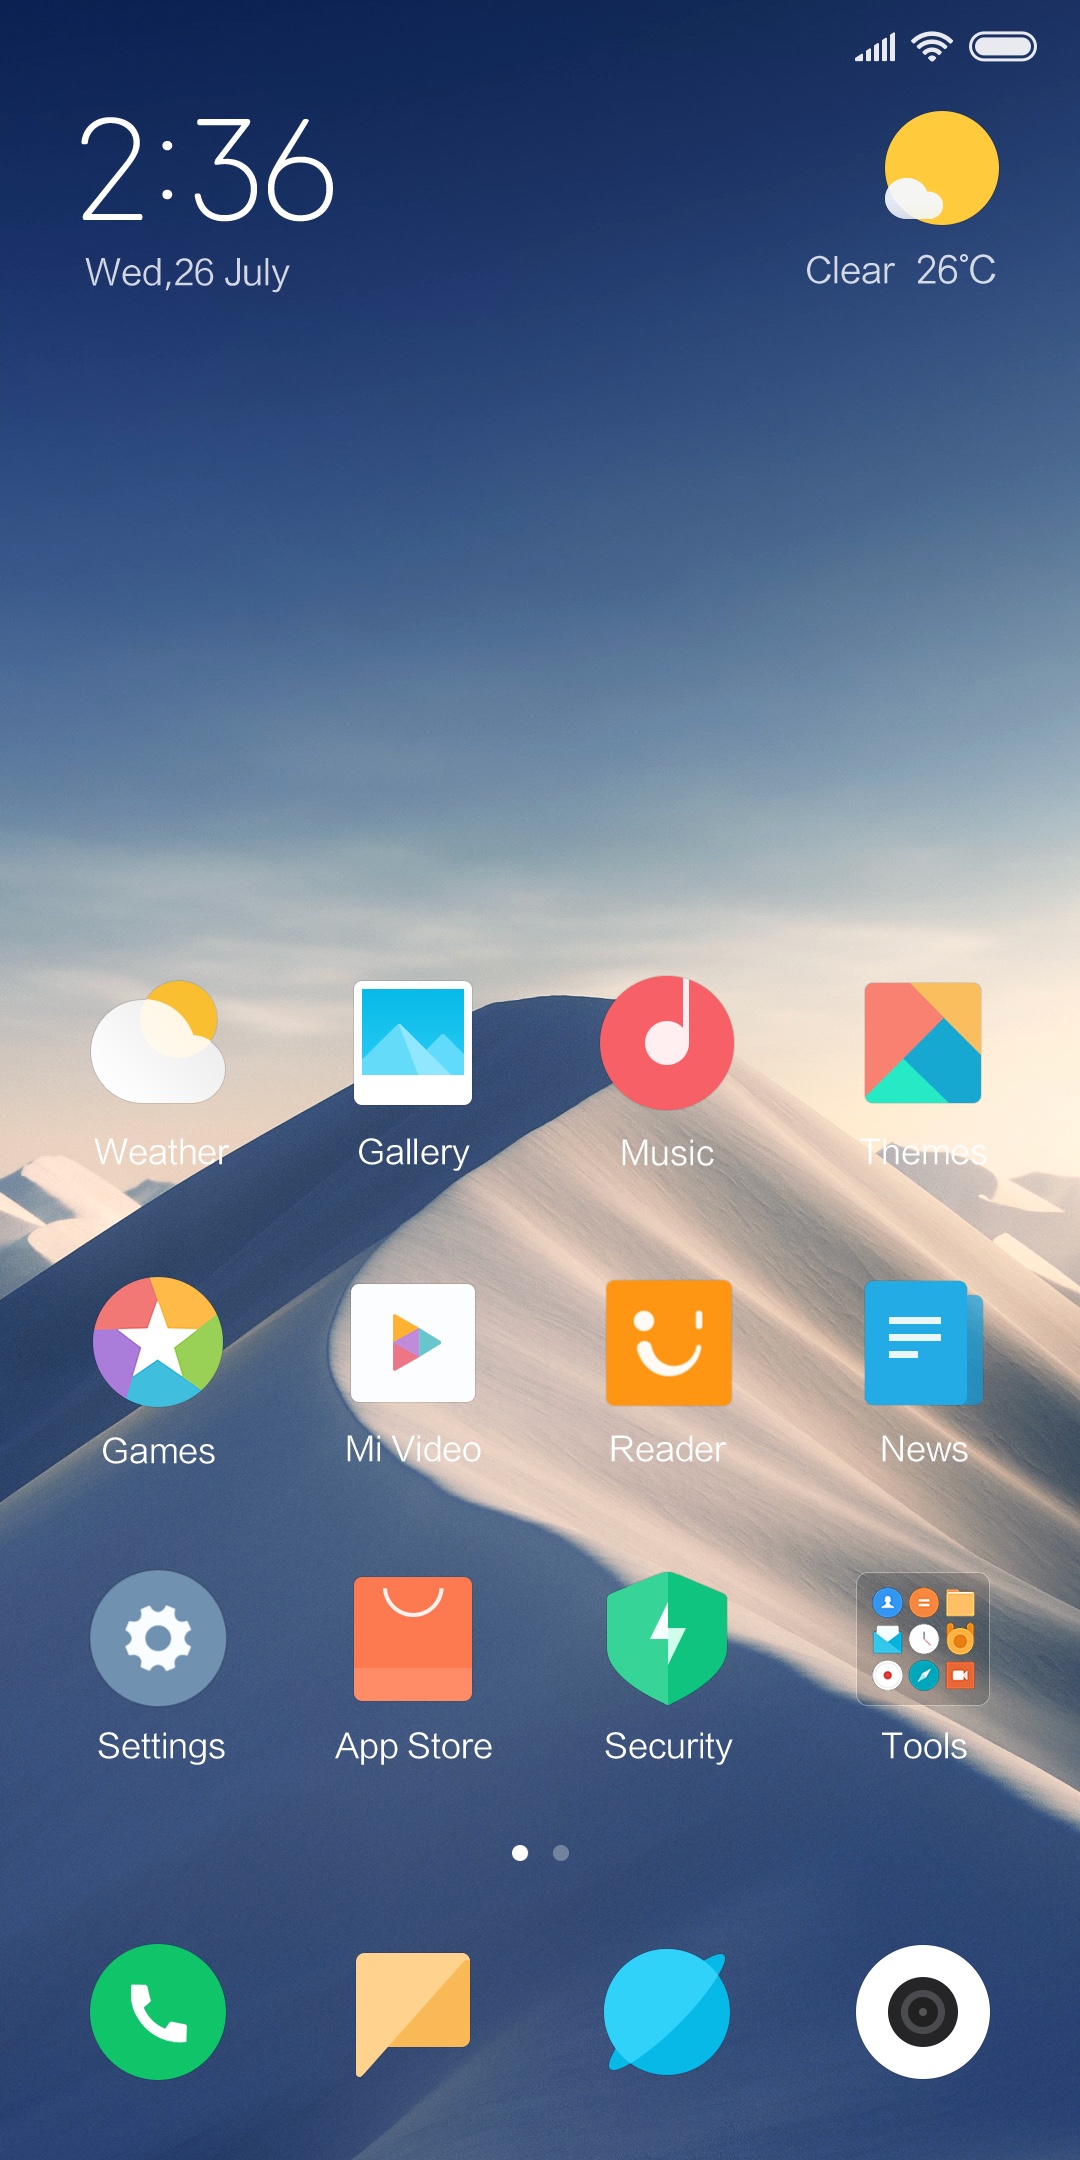 2:36
Wed,26 July
Clear 26°C
Weather
Gallery
Music
Themes
Games
Mi Video
Reader
News
Settings
App Store
Security
Tools